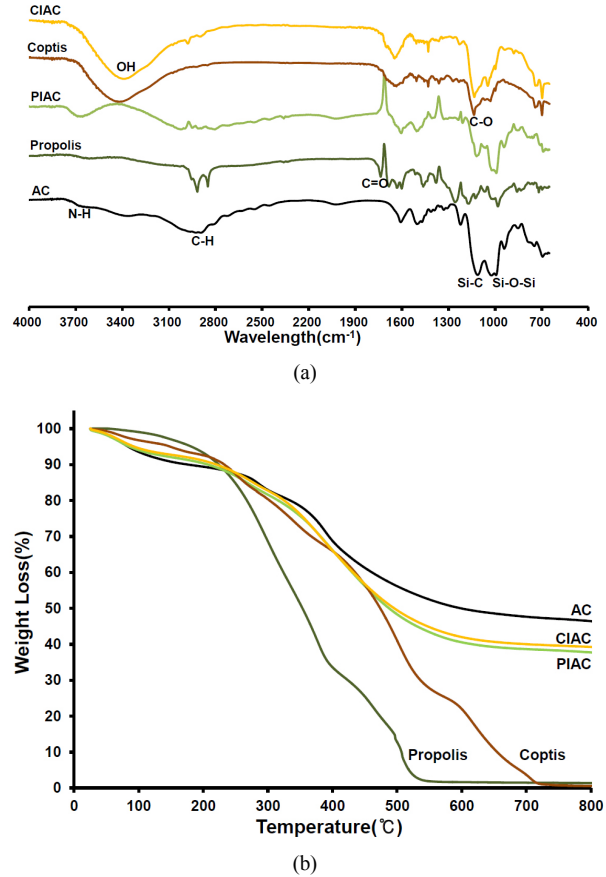 CIAC
Coptis
OH
PIAC
C-O
Propolis
C=O
AC
N-H
C-H
Si-C
Si-O-Si
4000 3700 3400 3100 2800 2500 2200 1900 1600 1300 1000 700 400
Wavelength(cm⁻¹)
(a)
100
90
80
70
60
50
40
30
20
10
0
Weight Loss(%)
AC
CIAC
PIAC
Propolis
Coptis
0 100 200 300 400 500 600 700 800
Temperature(℃)
(b)